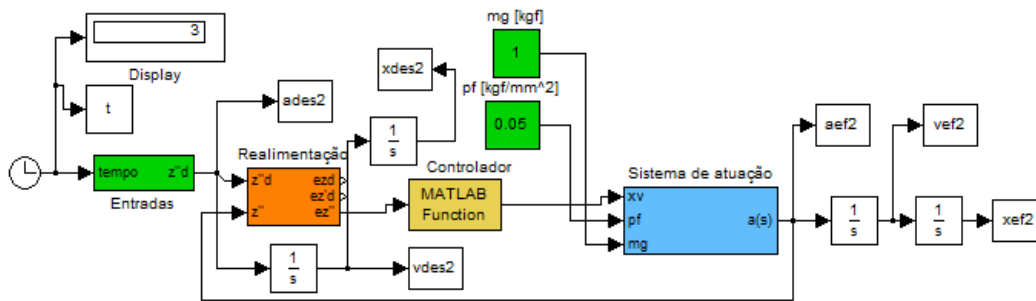 mg [kgf]
3
1
Display
xdes2
pf [kgf/mm^2]
t
ades2
0.05
1
s
aef2
vef2
Realimentação
Controlador
Sistema de atuação
tempo z''d
z''d
z''
ezd
ez'd
ez''
MATLAB
Function
xv
pf
mg
a(s)
1
s
1
s
xef2
Entradas
1
s
vdes2